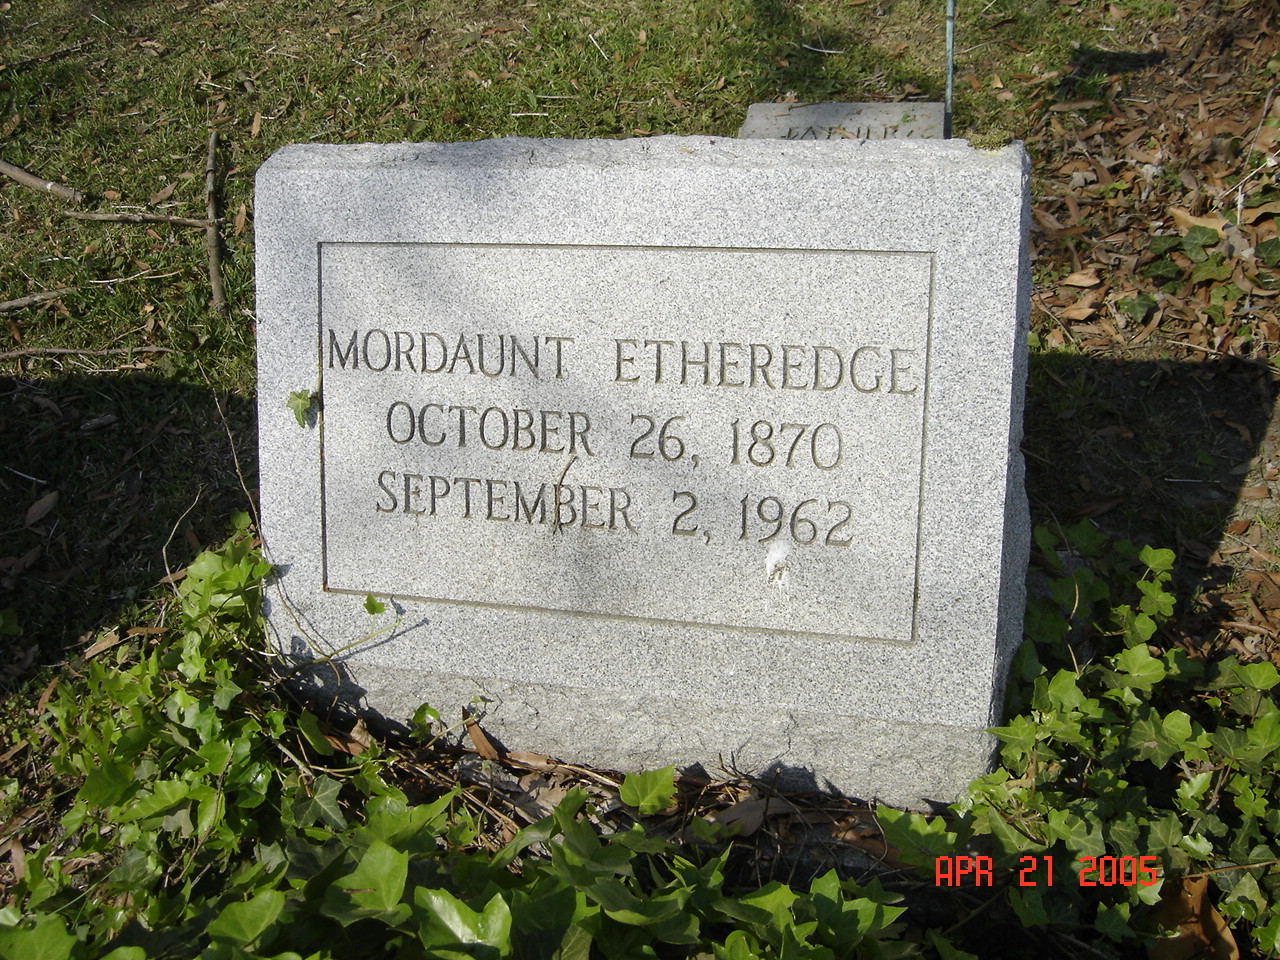 MORDAUNT ETHEREDGE
OCTOBER 26, 1870
SEPTEMBER 2, 1962
APR 21 2005